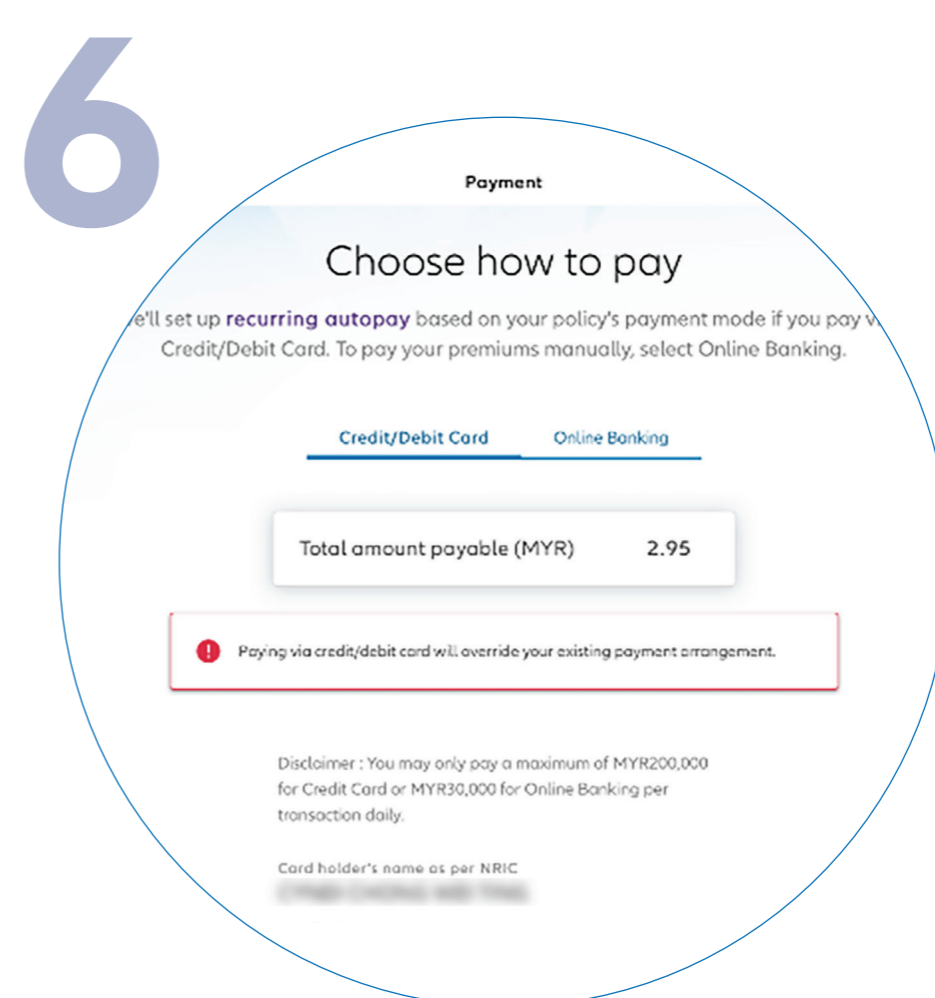 6
Payment
Choose how to pay
e'll set up recurring autopay based on your policy's payment mode if you pay
Credit/Debit Card. To pay your premiums manually, select Online Banking.
Credit/Debit Card Online Banking
Total amount payable (MYR) 2.95
Paying via credit/debit card will override your existing payment arrangement.
Disclaimer : You may only pay a maximum of MYR200,000
for Credit Card or MYR30,000 for Online Banking per
transaction daily.
Card holder's name as per NRIC